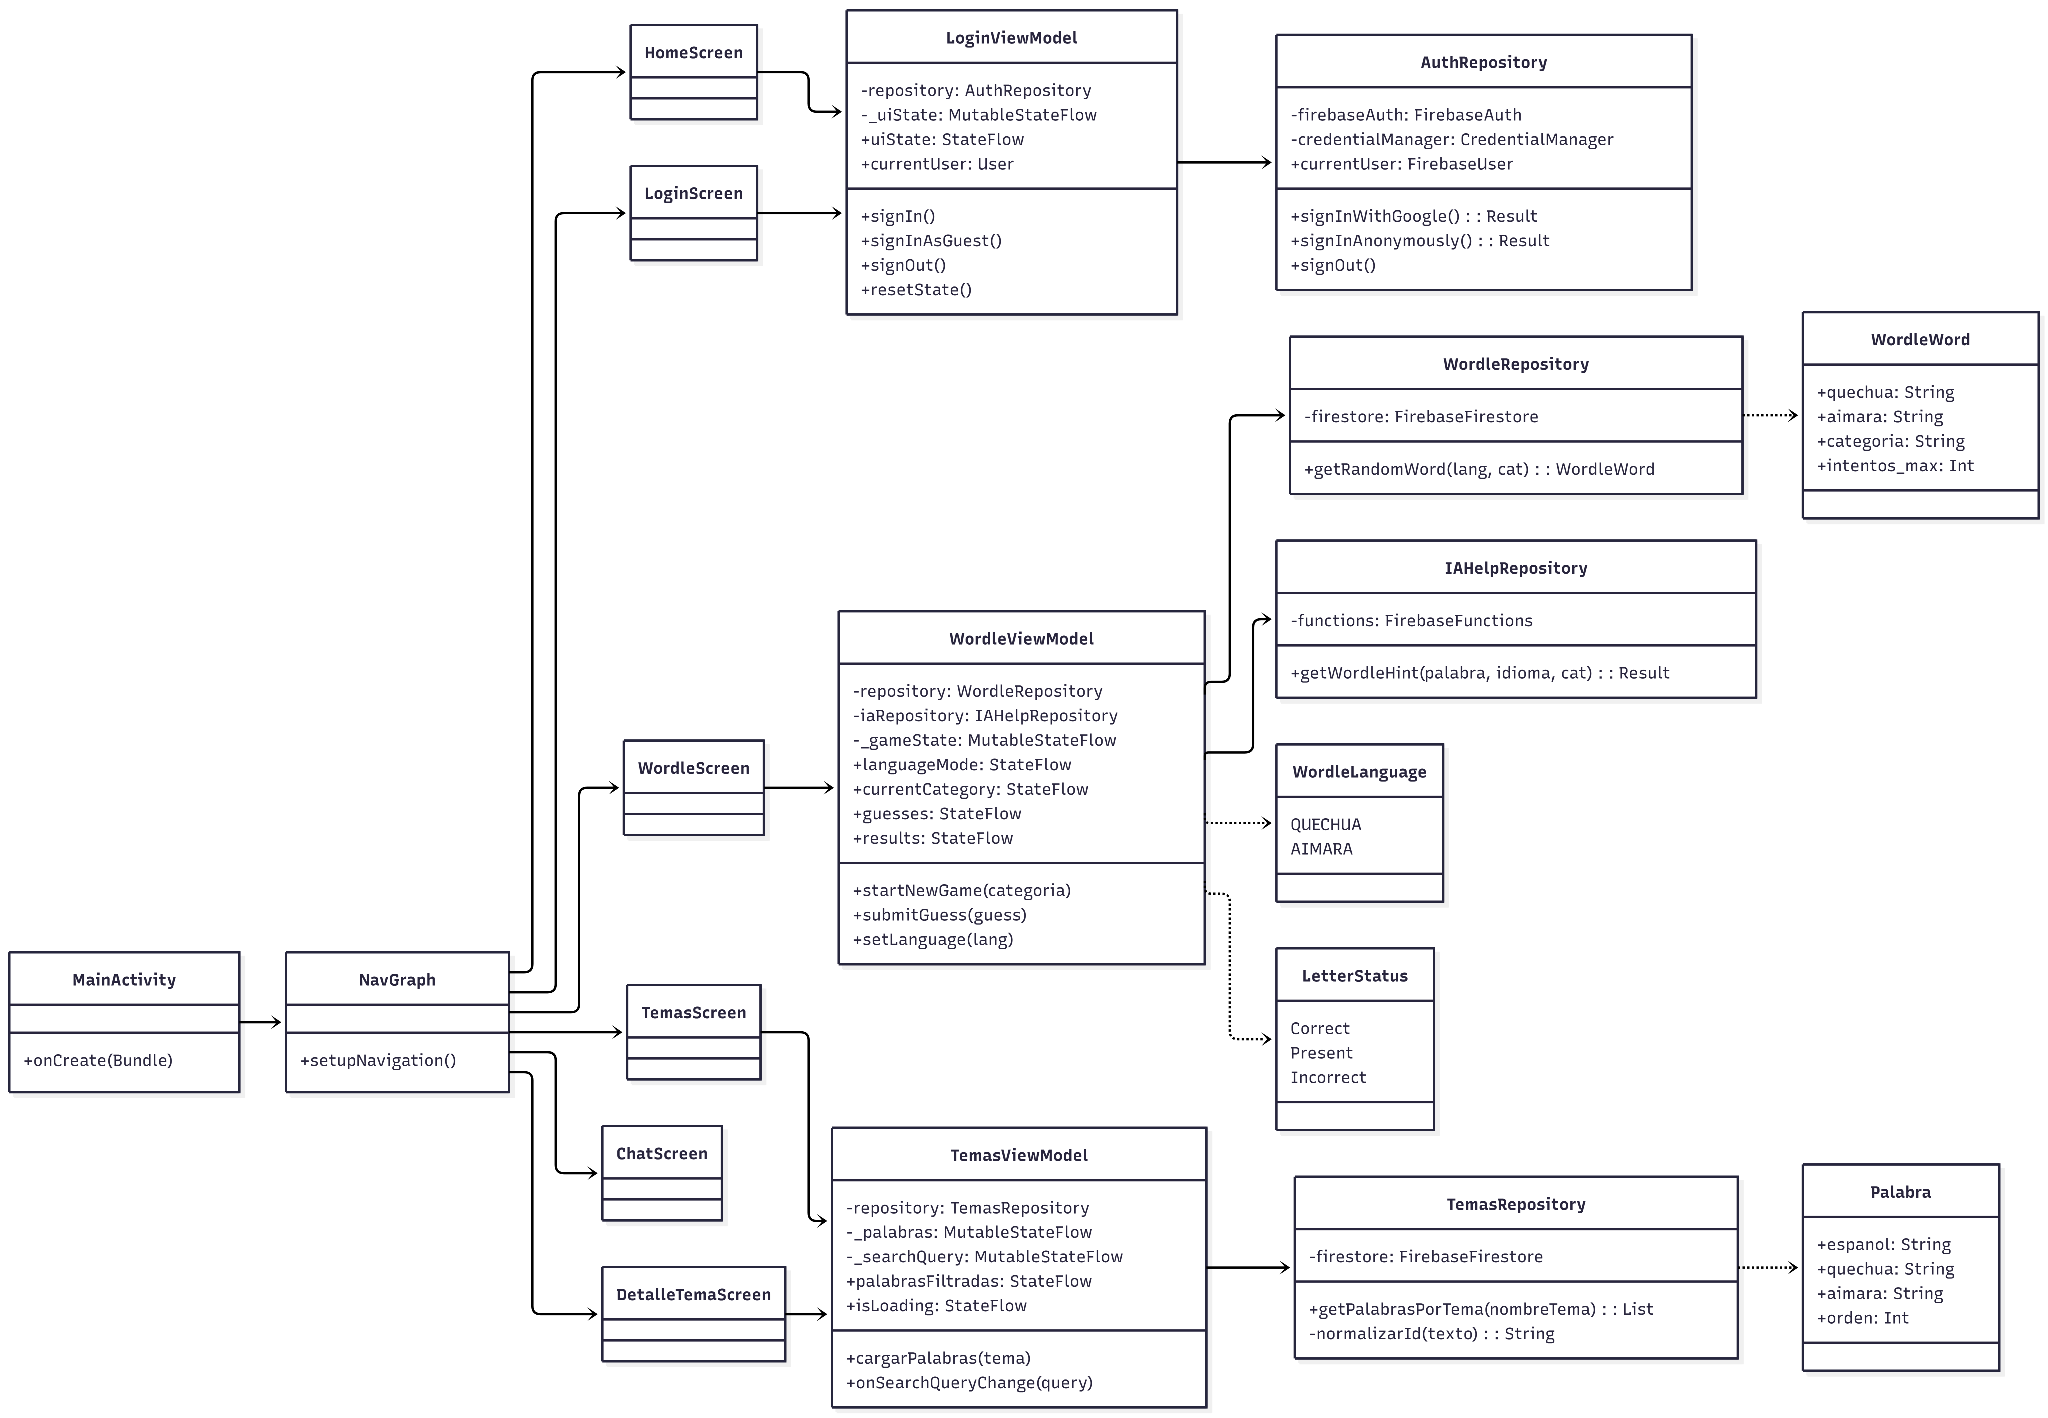 HomeScreen
LoginScreen
LoginViewModel
-repository: AuthRepository
-_uiState: MutableStateFlow
+uiState: StateFlow
+currentUser: User
+signIn()
+signInAsGuest()
+signOut()
+resetState()
AuthRepository
-firebaseAuth: FirebaseAuth
-credentialManager: CredentialManager
+currentUser: FirebaseUser
+signInWithGoogle() : : Result
+signInAnonymously() : : Result
+signOut()
WordleRepository
-firestore: FirebaseFirestore
+getRandomWord(lang, cat) : : WordleWord
WordleWord
+quechua: String
+aimara: String
+categoria: String
+intentos_max: Int
IAHelpRepository
-functions: FirebaseFunctions
+getWordleHint(palabra, idioma, cat) : : Result
WordleScreen
WordleViewModel
-repository: WordleRepository
-iaRepository: IAHelpRepository
-_gameState: MutableStateFlow
+languageMode: StateFlow
+currentCategory: StateFlow
+guesses: StateFlow
+results: StateFlow
+startNewGame(categoria)
+submitGuess(guess)
+setLanguage(lang)
WordleLanguage
QUECHUA
AIMARA
LetterStatus
Correct
Present
Incorrect
MainActivity
+onCreate(Bundle)
NavGraph
+setupNavigation()
TemasScreen
ChatScreen
DetalleTemaScreen
TemasViewModel
-repository: TemasRepository
-_palabras: MutableStateFlow
-_searchQuery: MutableStateFlow
+palabrasFiltradas: StateFlow
+isLoading: StateFlow
+cargarPalabras(tema)
+onSearchQueryChange(query)
TemasRepository
-firestore: FirebaseFirestore
+getPalabrasPorTema(nombreTema) : : List
-normalizarId(texto) : : String
Palabra
+espanol: String
+quechua: String
+aimara: String
+orden: Int